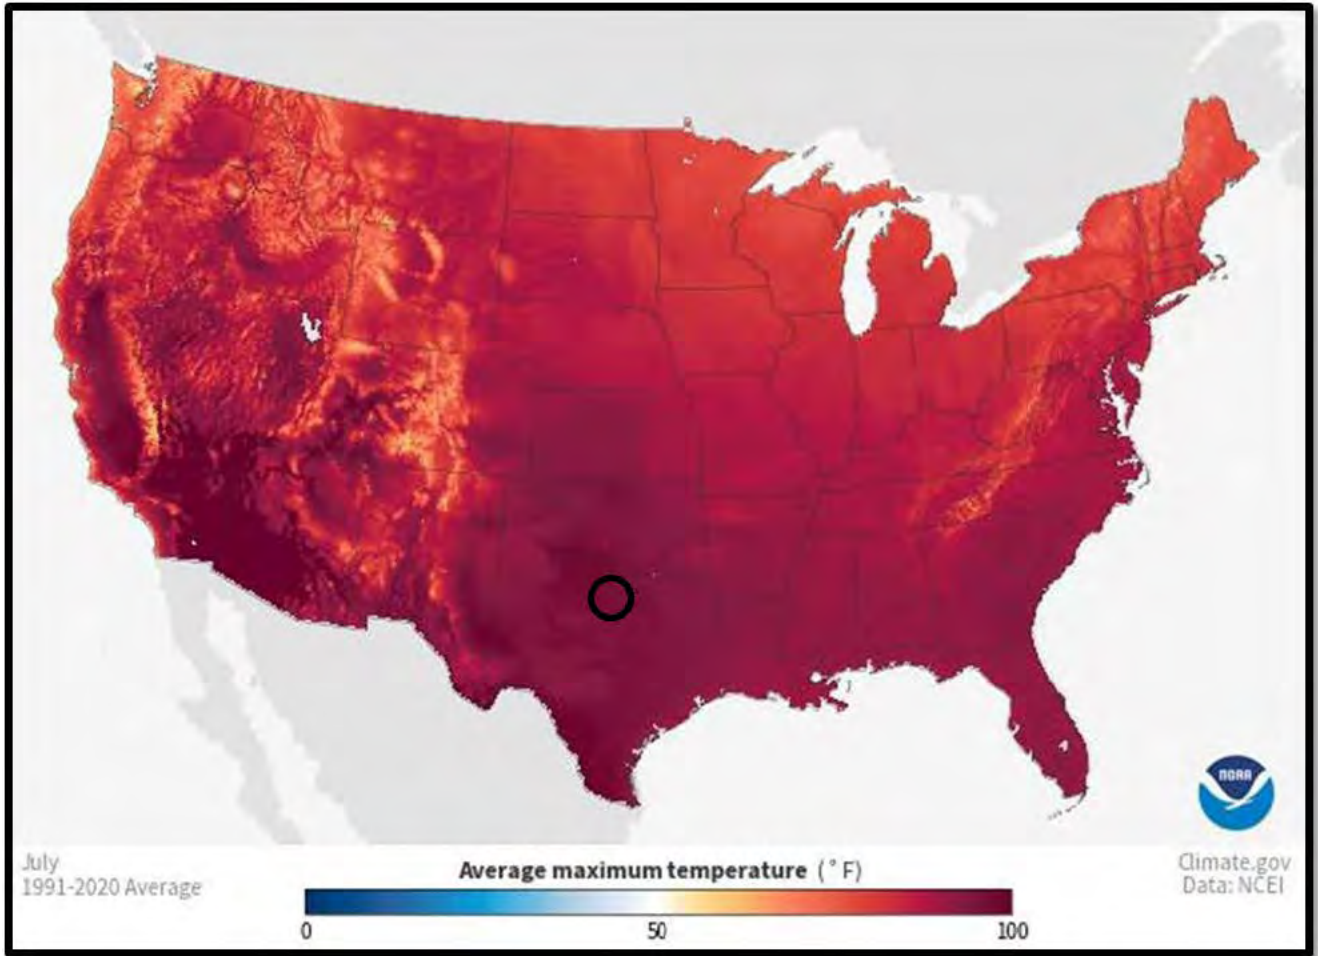 NOAA
July
1991-2020 Average
Average maximum temperature (°F)
0
50
100
Climate.gov
Data: NCEI